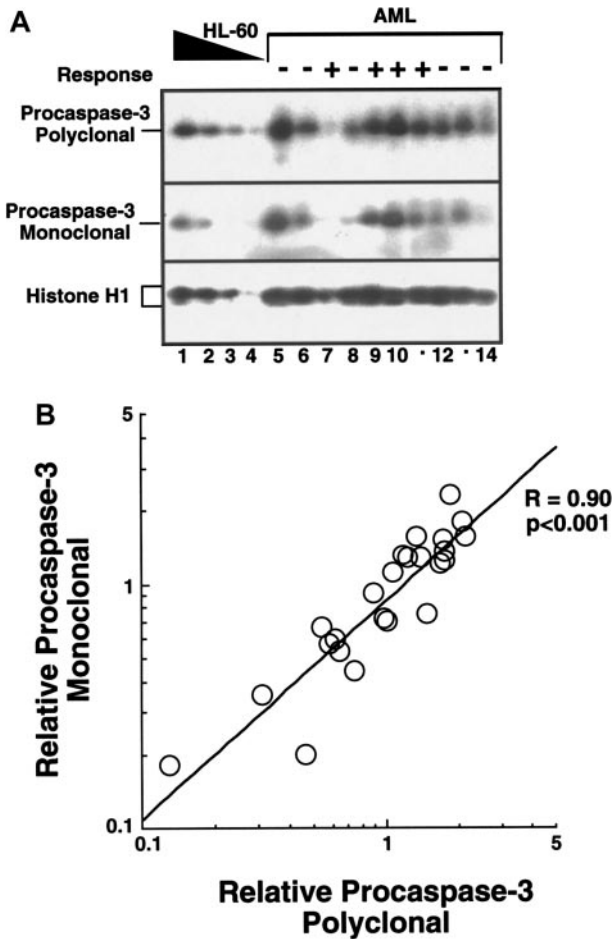 A
HL-60
AML
Response - - + - + + + - - -
Procaspase-3
Polyclonal
Procaspase-3
Monoclonal
Histone H1
1 2 3 4 5 6 7 8 9 10 · 12 · 14
B
5
1
0.1
0.1 1 5
R = 0.90
p<0.001
Relative Procaspase-3
Monoclonal
Relative Procaspase-3
Polyclonal